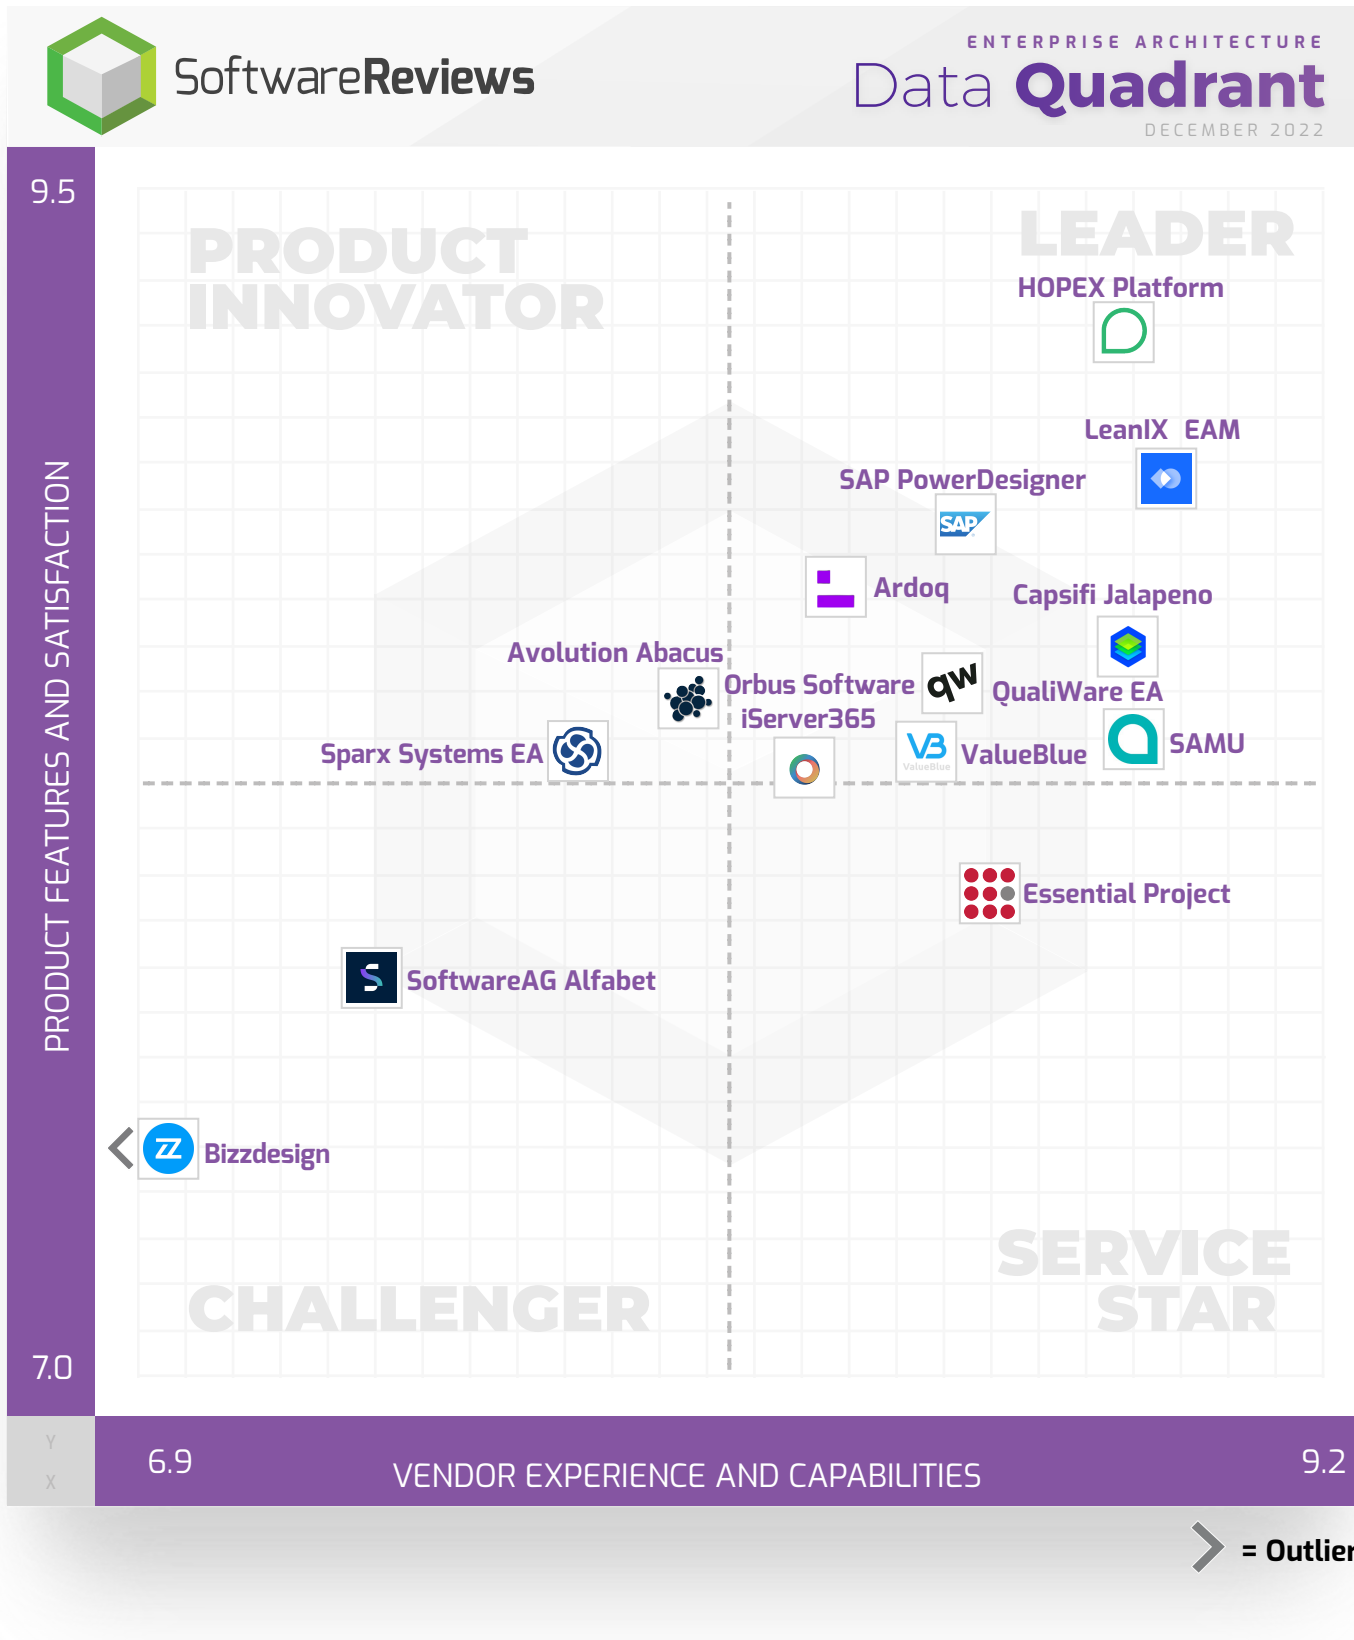 SoftwareReviews
ENTERPRISE ARCHITECTURE
Data Quadrant
DECEMBER 2022
9.5
PRODUCT FEATURES AND SATISFACTION
7.0
PRODUCT
INNOVATOR
LEADER
HOPEX Platform
LeanIX EAM
SAP PowerDesigner
SAP
Ardoq
Capsifi Jalapeno
Avolution Abacus
Orbus Software
iServer365
qw
QualiWare EA
Sparx Systems EA
VB
ValueBlue
ValueBlue
SAMU
Essential Project
S
SoftwareAG Alfabet
ZZ
Bizzdesign
CHALLENGER
SERVICE
STAR
Y
X
6.9
VENDOR EXPERIENCE AND CAPABILITIES
9.2
= Outlier